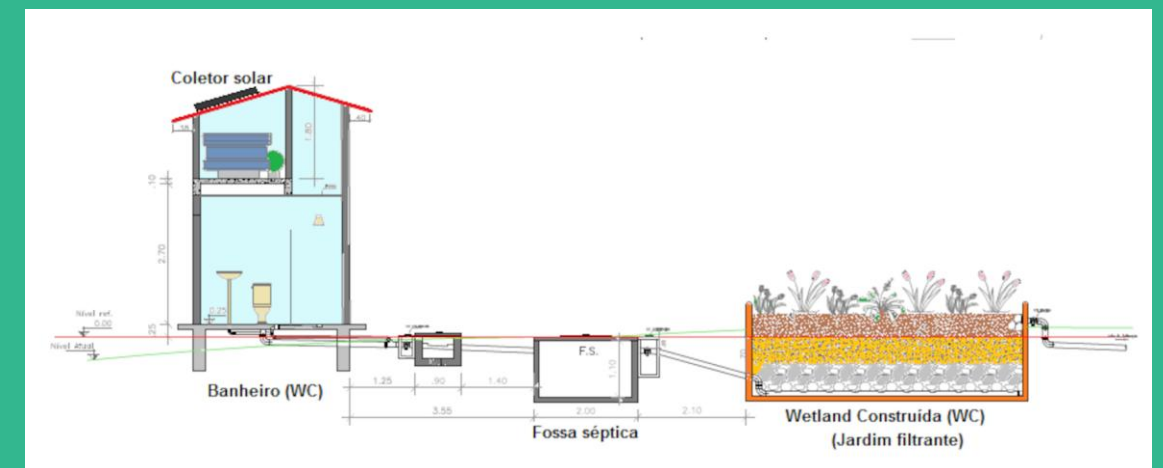 Coletor solar
.55
.40
1.80
.10
2.70
0.25
Nível ref.
0.00
.25
Nível Atual
F.S.
1.10
Banheiro (WC)
1.25
.90
1.40
3.55
2.00
2.10
Fossa séptica
Wetland Construída (WC)
(Jardim filtrante)